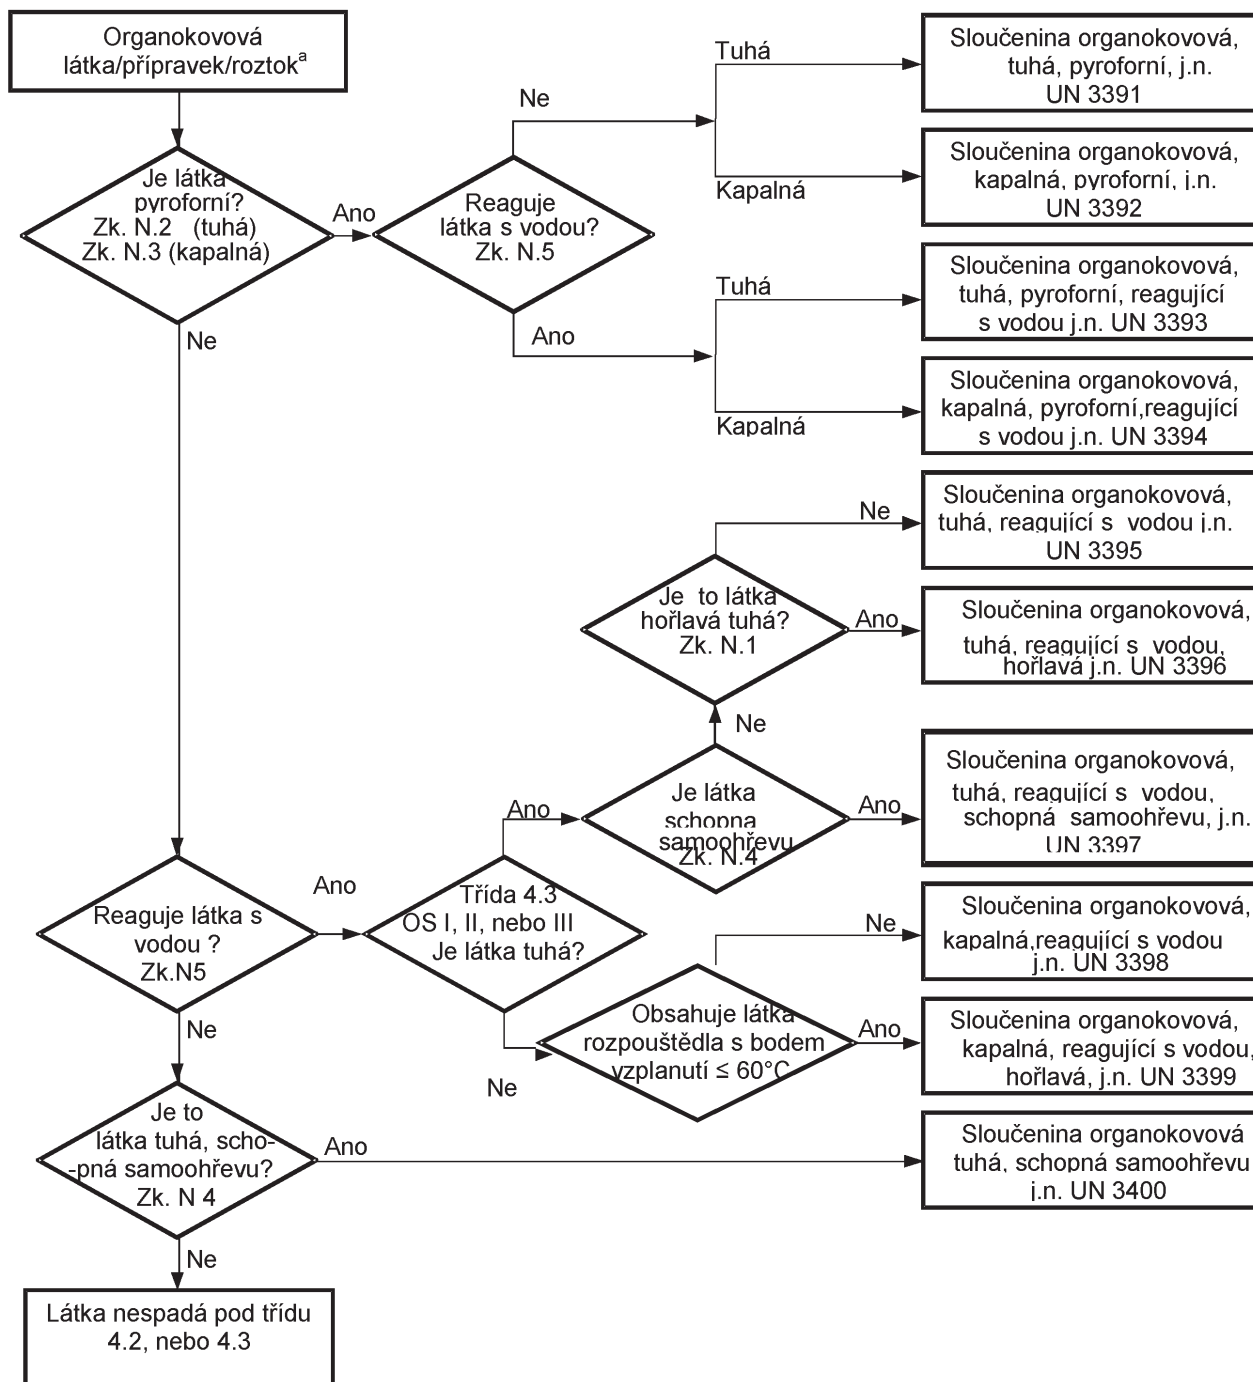 Organokovová
látka/přípravek/roztokᵃ
Je látka
pyroforní?
Zk. N.2 (tuhá)
Zk. N.3 (kapalná)
Ano
Ne
Reaguje
látka s vodou?
Zk. N.5
Ne
Ano
Tuhá
Kapalná
Tuhá
Kapalná
Sloučenina organokovová,
tuhá, pyroforní, j.n.
UN 3391
Sloučenina organokovová,
kapalná, pyroforní, j.n.
UN 3392
Sloučenina organokovová,
tuhá, pyroforní, reagující
s vodou j.n. UN 3393
Sloučenina organokovová,
kapalná, pyroforní,reagující
s vodou j.n. UN 3394
Ne
Sloučenina organokovová,
tuhá, reagující s vodou j.n.
UN 3395
Je to látka
hořlavá tuhá?
Zk. N.1
Ano
Sloučenina organokovová,
tuhá, reagující s vodou,
hořlavá j.n. UN 3396
Ne
Je látka
schopna
samoohřevu
Zk. N.4
Ano
Sloučenina organokovová,
tuhá, reagující s vodou,
schopná samoohřevu, j.n.
UN 3397
Ano
Reaguje látka s
vodou ?
Zk.N5
Ano
Třída 4.3
OS I, II, nebo III
Je látka tuhá?
Ne
Sloučenina organokovová,
kapalná,reagující s vodou
j.n. UN 3398
Ne
Obsahuje látka
rozpouštědla s bodem
vzplanutí ≤ 60°C
Ano
Sloučenina organokovová,
kapalná, reagující s vodou,
hořlavá, j.n. UN 3399
Ne
Je to
látka tuhá, scho-
-pná samoohřevu?
Zk. N 4
Ano
Sloučenina organokovová
tuhá, schopná samoohřevu
j.n. UN 3400
Ne
Látka nespadá pod třídu
4.2, nebo 4.3